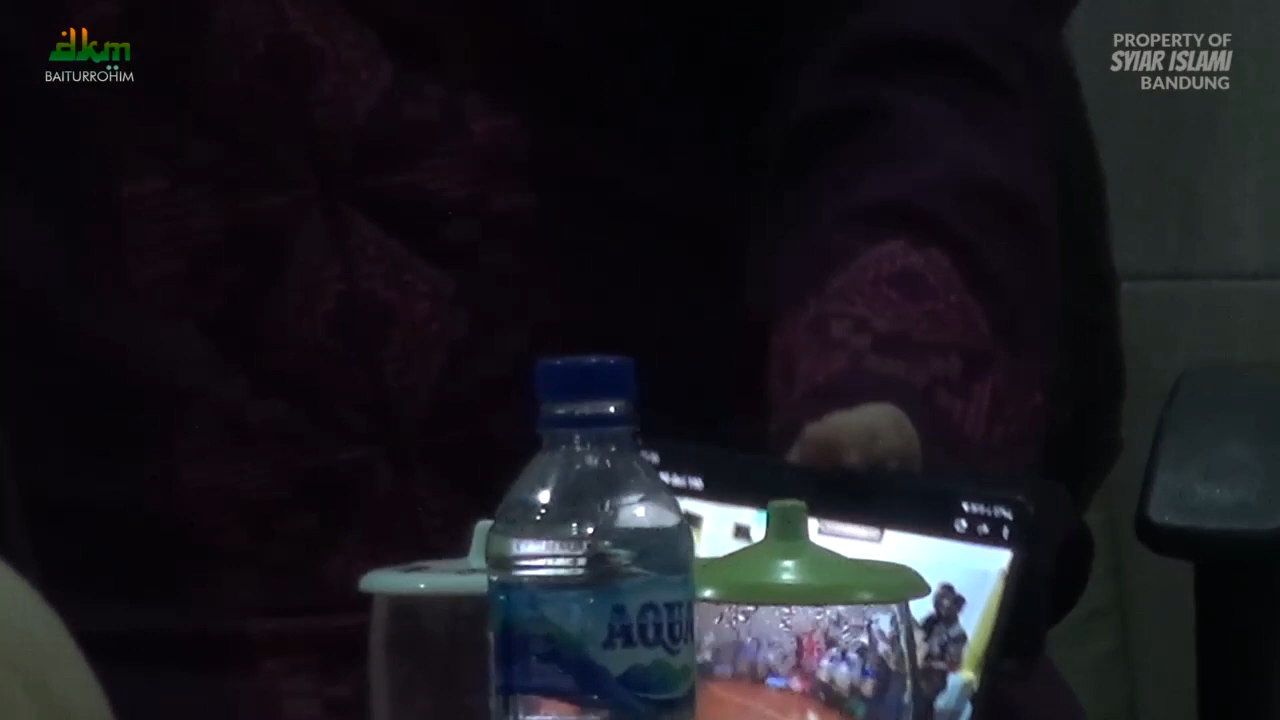 dkm
BAITURROHIM
PROPERTY OF
SYIAR ISLAMI
BANDUNG
AQUA